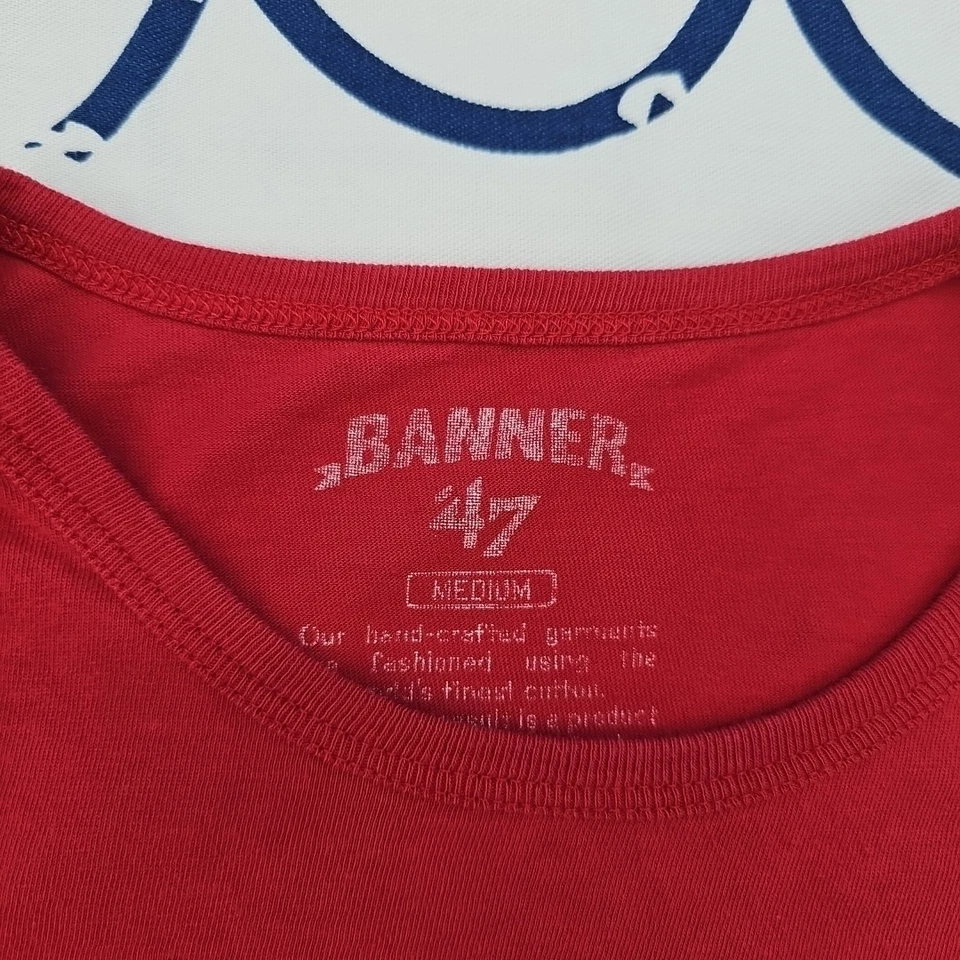 BANNER
47
MEDIUM
Our hand-crafted garments
fashioned using the
finest cotton.
is a product